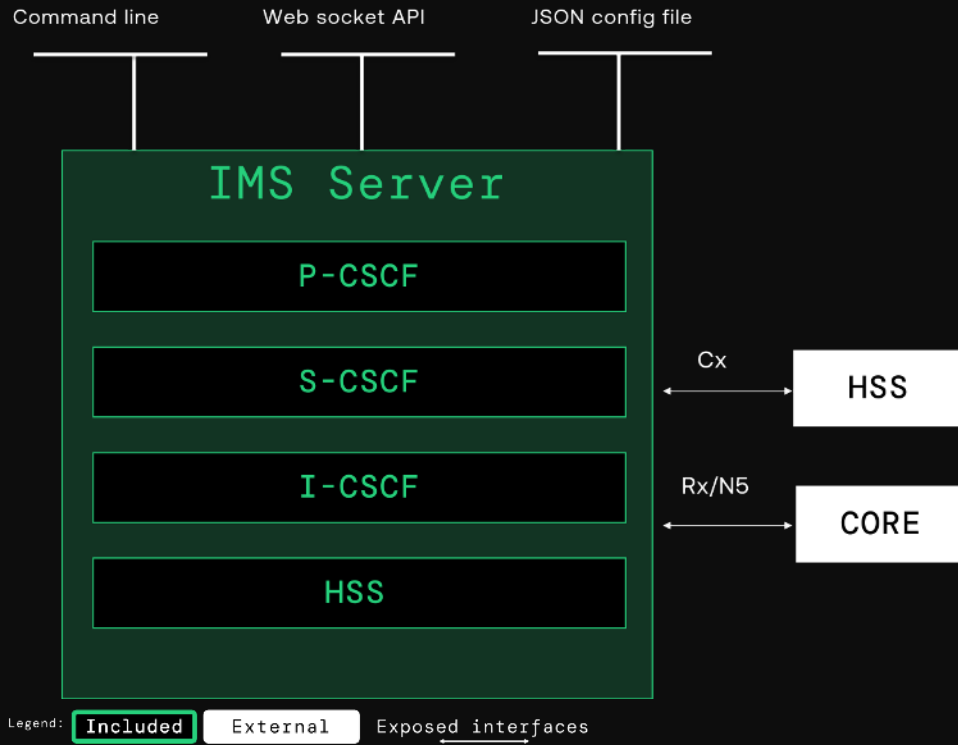 Command line
Web socket API
JSON config file
IMS Server
P-CSCF
S-CSCF
Cx
HSS
I-CSCF
Rx/N5
CORE
HSS
Legend:
Included
External
Exposed interfaces